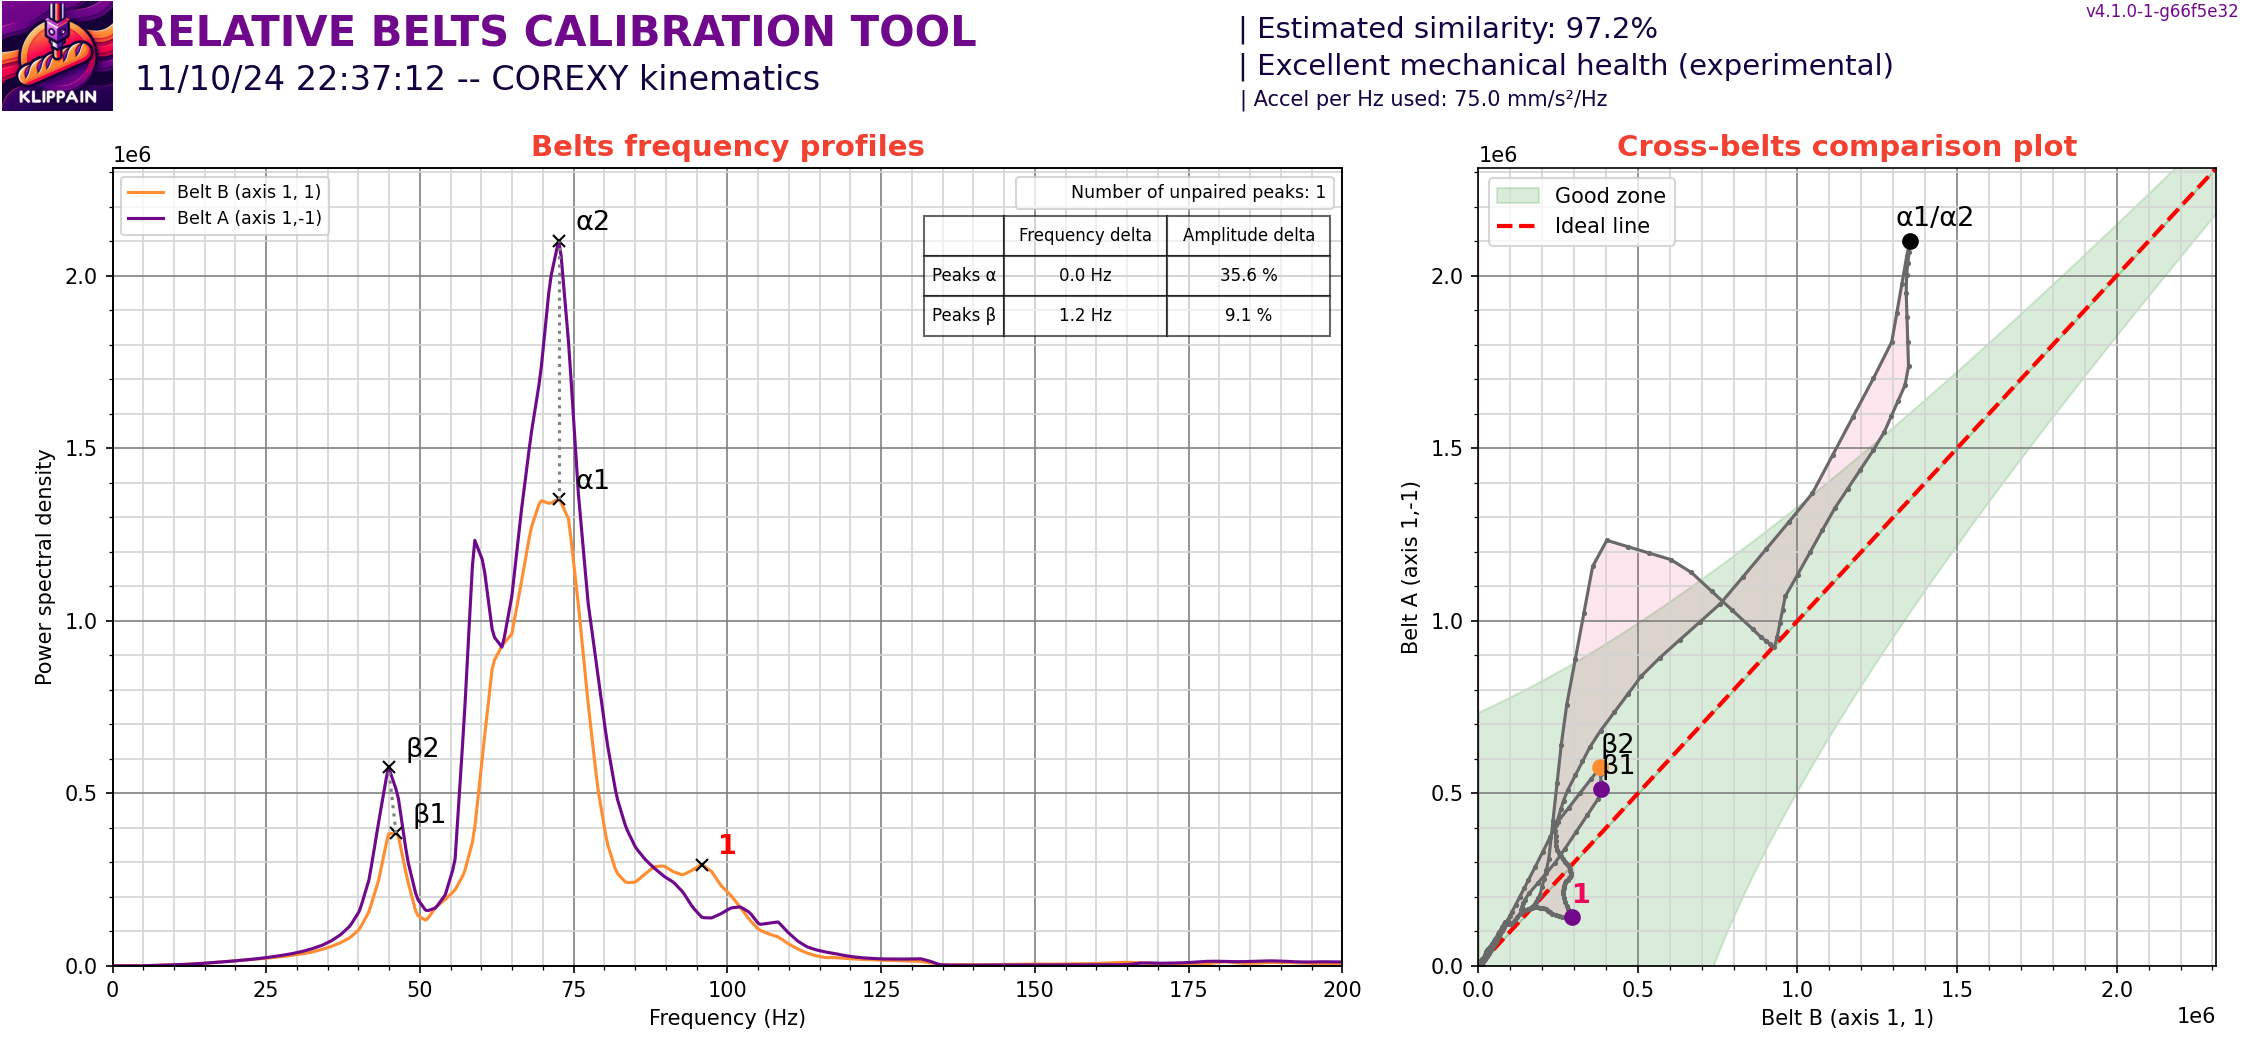 KLIPPAIN
RELATIVE BELTS CALIBRATION TOOL
11/10/24 22:37:12 -- COREXY kinematics
| Estimated similarity: 97.2%
| Excellent mechanical health (experimental)
| Accel per Hz used: 75.0 mm/s²/Hz
v4.1.0-1-g66f5e32
Belts frequency profiles
1e6
Belt B (axis 1, 1)
Belt A (axis 1,-1)
Number of unpaired peaks: 1
Frequency delta Amplitude delta
Peaks α 0.0 Hz 35.6 %
Peaks β 1.2 Hz 9.1 %
α2
α1
β2
β1
1
Power spectral density
2.0
1.5
1.0
0.5
0.0
0 25 50 75 100 125 150 175 200
Frequency (Hz)
Cross-belts comparison plot
1e6
Good zone
Ideal line
α1/α2
β2
β1
1
Belt A (axis 1,-1)
2.0
1.5
1.0
0.5
0.0
0.0 0.5 1.0 1.5 2.0
Belt B (axis 1, 1)
1e6